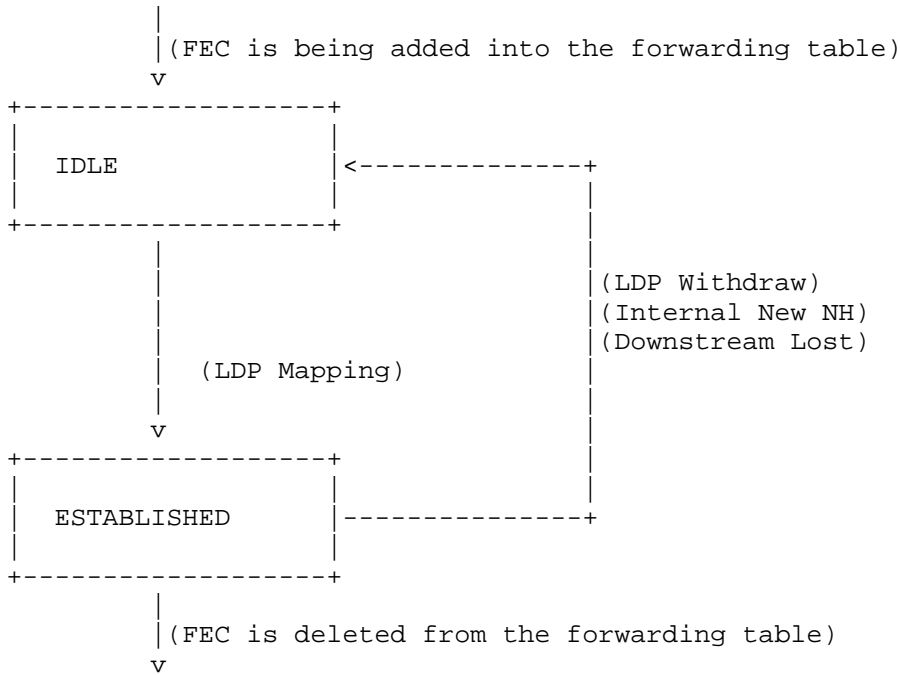 (FEC is being added into the forwarding table)
IDLE
(LDP Withdraw)
(Internal New NH)
(Downstream Lost)
(LDP Mapping)
ESTABLISHED
(FEC is deleted from the forwarding table)